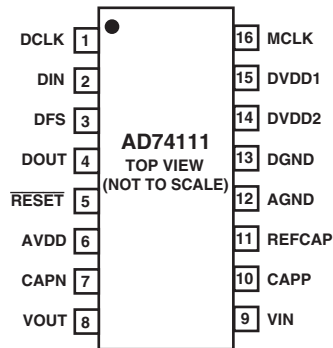 DCLK 1
DIN 2
DFS 3
DOUT 4
RESET 5
AVDD 6
CAPN 7
VOUT 8
AD74111
TOP VIEW
(NOT TO SCALE)
16 MCLK
15 DVDD1
14 DVDD2
13 DGND
12 AGND
11 REFCAP
10 CAPP
9 VIN